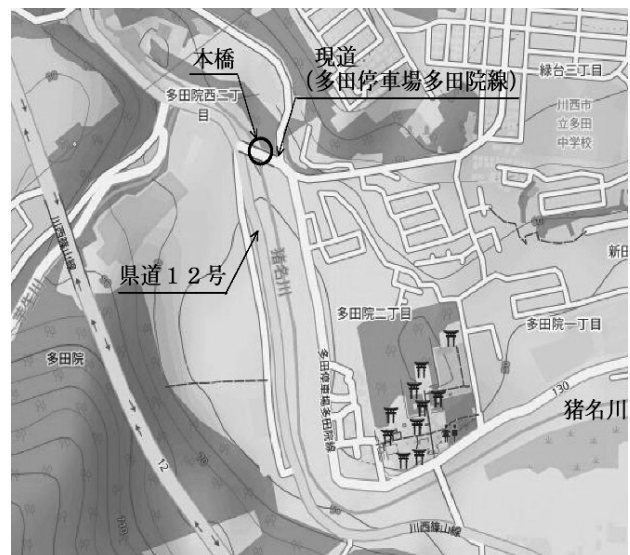 本橋
現道
(多田停車場多田院線)
緑台三丁目
多田院西二丁
目
川西市
立多田
中学校
川西篠山線
猪名川
新田
県道１２号
多田院二丁目
多田院一丁目
多田院
多田停車場多田院線
130
猪名川
12
川西篠山線